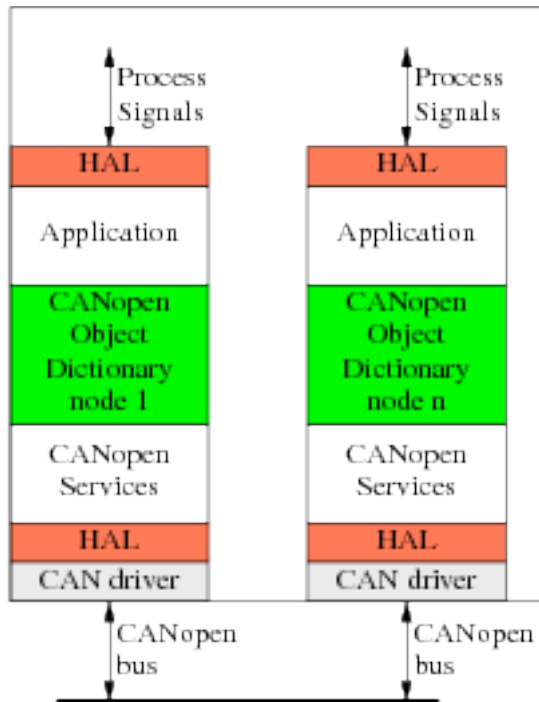 Process
Signals
HAL
Application
CANopen
Object
Dictionary
node 1
CANopen
Services
HAL
CAN driver
CANopen
bus
Process
Signals
HAL
Application
CANopen
Object
Dictionary
node n
CANopen
Services
HAL
CAN driver
CANopen
bus